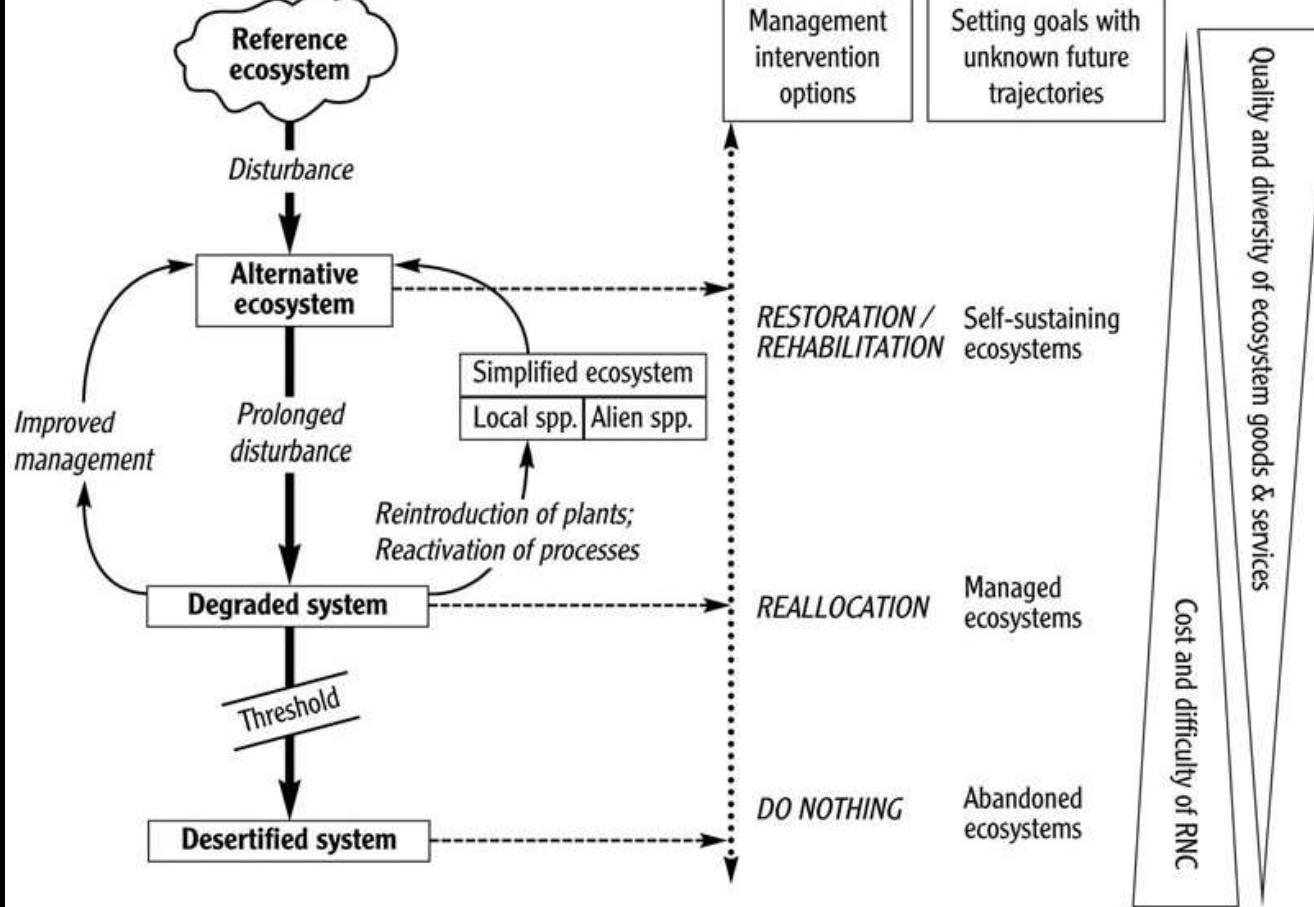 Reference
ecosystem
Management
intervention
options
Setting goals with
unknown future
trajectories
Disturbance
Alternative
ecosystem
RESTORATION /
REHABILITATION
Self-sustaining
ecosystems
Simplified ecosystem
Local spp.
Alien spp.
Improved
management
Prolonged
disturbance
Reintroduction of plants;
Reactivation of processes
Degraded system
REALLOCATION
Managed
ecosystems
Threshold
DO NOTHING
Abandoned
ecosystems
Desertified system
Cost and difficulty of RNC
Quality and diversity of ecosystem goods & services